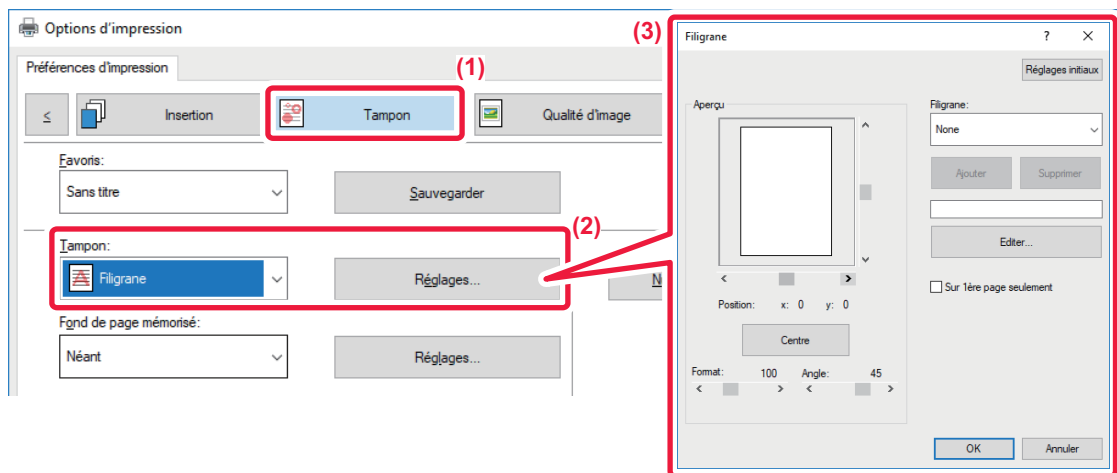 Options d'impression
Préférences d'impression
(1)
<
Insertion
Tampon
Qualité d'image
Favoris:
Sans titre
Sauvegarder
(2)
Tampon:
Filigrane
Réglages...
Fond de page mémorisé:
Néant
Réglages...
(3)
Filigrane
?
Réglages initiaux
Aperçu
Filigrane:
None
Ajouter
Supprimer
Editer...
Position: x: 0 y: 0
Sur 1ère page seulement
Centre
Format: 100 Angle: 45
OK
Annuler